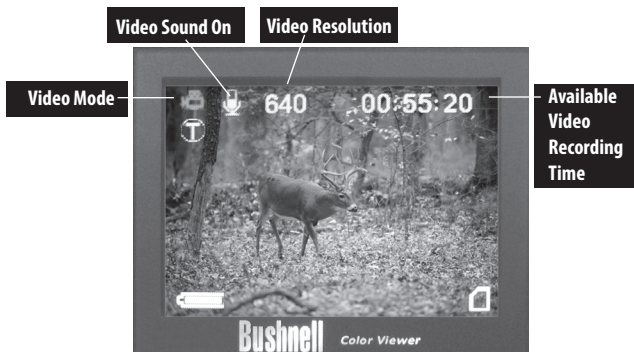 Video Sound On
Video Resolution
Video Mode
640
00:55:20
Available
Video
Recording
Time
T
Bushnell
Color Viewer